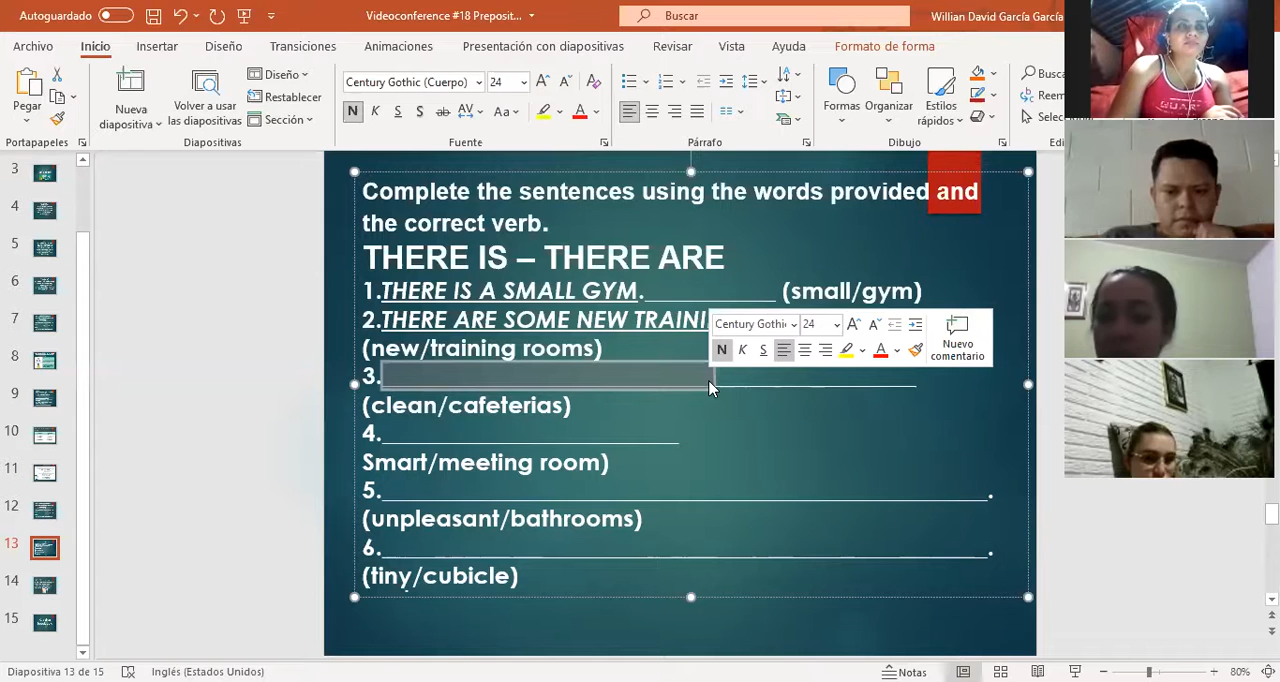 Autoguardado
Videoconference #18 Preposit...
Buscar
Willian David García García
Archivo Inicio Insertar Diseño Transiciones Animaciones Presentación con diapositivas Revisar Vista Ayuda Formato de forma
Pegar
Nueva diapositiva
Volver a usar las diapositivas
Diseño
Restablecer
Sección
Century Gothic (Cuerpo) 24
N K S S ab AV Aa A
Formas Organizar Estilos rápidos
Busca
Reem
Selecci
Portapapeles Diapositivas Fuente Párrafo Dibujo
3
4
5
6
7
8
9
10
11
12
13
14
15
Complete the sentences using the words provided and
the correct verb.
THERE IS – THERE ARE
1.THERE IS A SMALL GYM.__________ (small/gym)
2.THERE ARE SOME NEW TRAINI
(new/training rooms)
3.______________________________
(clean/cafeterias)
4.______________________
Smart/meeting room)
5.______________________________.
(unpleasant/bathrooms)
6.______________________________.
(tiny/cubicle)
Century Gothic 24
N K S A
Nuevo comentario
Diapositiva 13 de 15 Inglés (Estados Unidos) Notas 80%